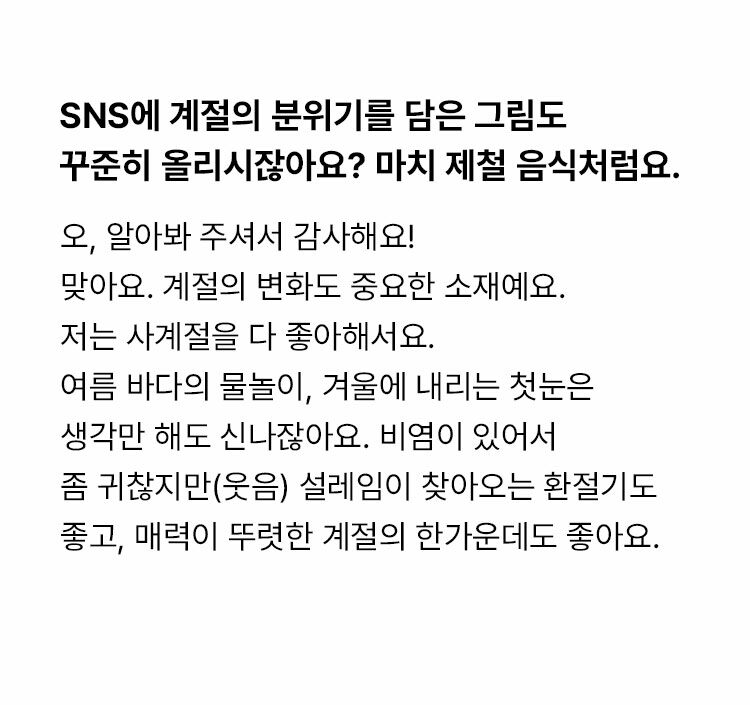 SNS에 계절의 분위기를 담은 그림도
꾸준히 올리시잖아요? 마치 제철 음식처럼요.
오, 알아봐 주셔서 감사해요!
맞아요. 계절의 변화도 중요한 소재예요.
저는 사계절을 다 좋아해서요.
여름 바다의 물놀이, 겨울에 내리는 첫눈은
생각만 해도 신나잖아요. 비염이 있어서
좀 귀찮지만(웃음) 설레임이 찾아오는 환절기도
좋고, 매력이 뚜렷한 계절의 한가운데도 좋아요.